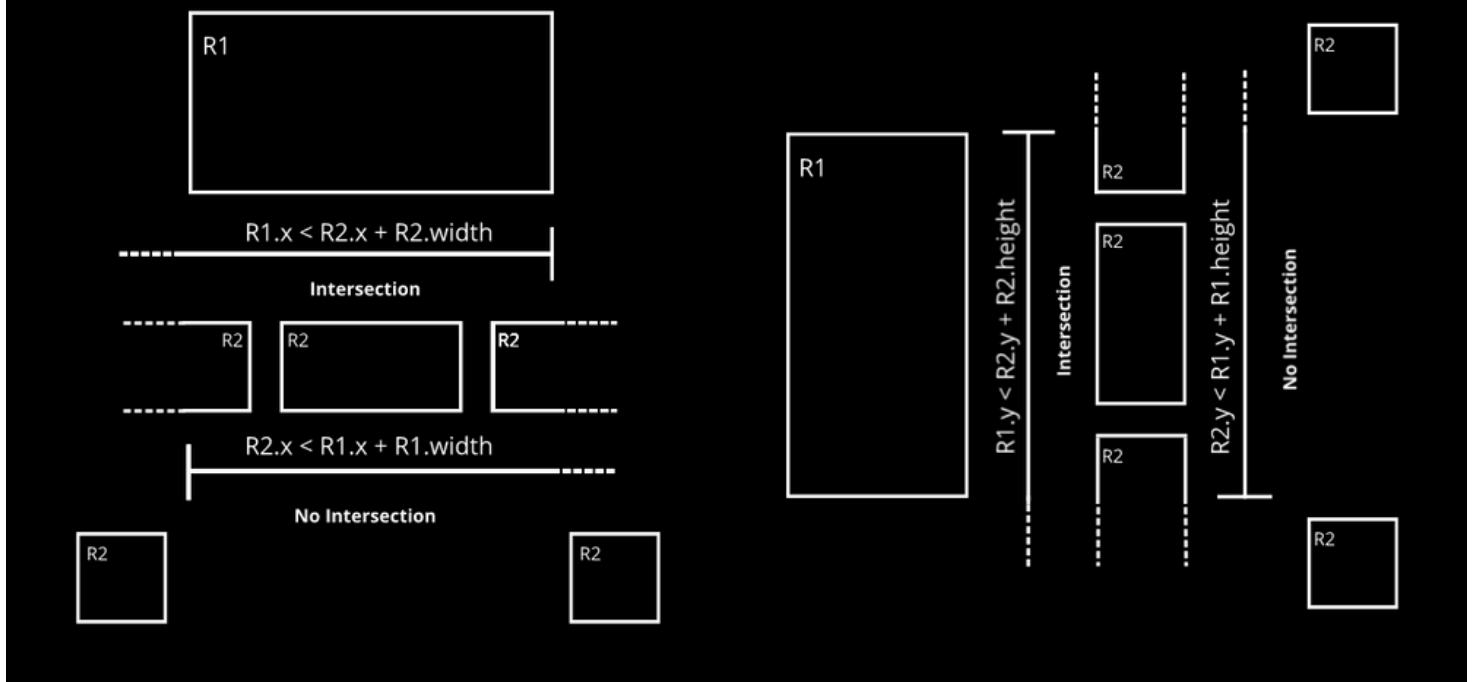 R1
R1.x < R2.x + R2.width
Intersection
R2
R2
R2
R2.x < R1.x + R1.width
No Intersection
R2
R2
R1
R1.y < R2.y + R2.height
Intersection
R2
R2
R2
R2.y < R1.y + R1.height
No Intersection
R2
R2